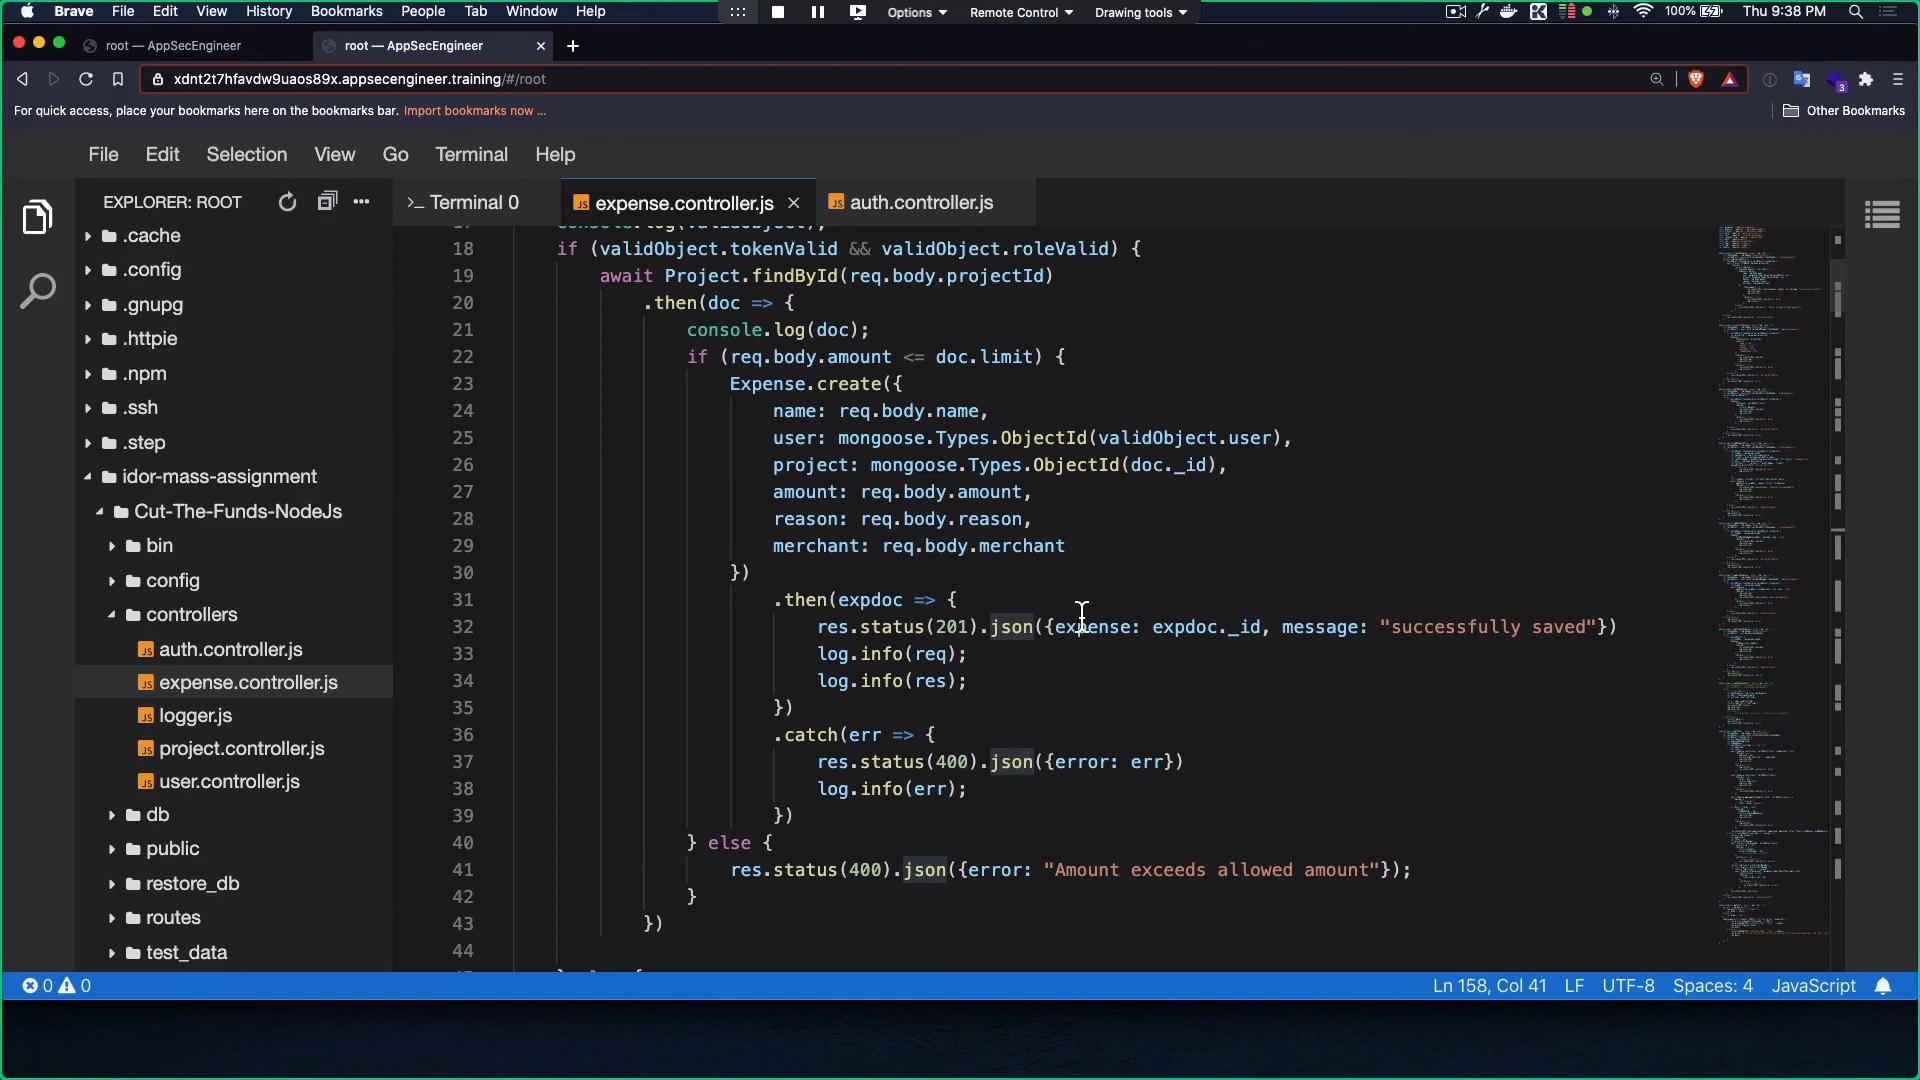 Brave File Edit View History Bookmarks People Tab Window Help
Options Remote Control Drawing tools
100% Thu 9:38 PM
root — AppSecEngineer
root — AppSecEngineer
xdnt2t7hfavdw9uaos89x.appsecengineer.training/#/root
3
For quick access, place your bookmarks here on the bookmarks bar. Import bookmarks now ...
Other Bookmarks
File Edit Selection View Go Terminal Help
EXPLORER: ROOT
.cache
.config
.gnupg
.httpie
.npm
.ssh
.step
idor-mass-assignment
Cut-The-Funds-NodeJs
bin
config
controllers
JS auth.controller.js
JS expense.controller.js
JS logger.js
JS project.controller.js
JS user.controller.js
db
public
restore_db
routes
test_data
>_ Terminal 0
JS expense.controller.js
JS auth.controller.js
18 if (validObject.tokenValid && validObject.roleValid) {
19 await Project.findById(req.body.projectId)
20 .then(doc => {
21 console.log(doc);
22 if (req.body.amount <= doc.limit) {
23 Expense.create({
24 name: req.body.name,
25 user: mongoose.Types.ObjectId(validObject.user),
26 project: mongoose.Types.ObjectId(doc._id),
27 amount: req.body.amount,
28 reason: req.body.reason,
29 merchant: req.body.merchant
30 })
31 .then(expdoc => {
32 res.status(201).json({expense: expdoc._id, message: "successfully saved"})
33 log.info(req);
34 log.info(res);
35 })
36 .catch(err => {
37 res.status(400).json({error: err})
38 log.info(err);
39 })
40 } else {
41 res.status(400).json({error: "Amount exceeds allowed amount"});
42 }
43 })
44
0 0
Ln 158, Col 41 LF UTF-8 Spaces: 4 JavaScript